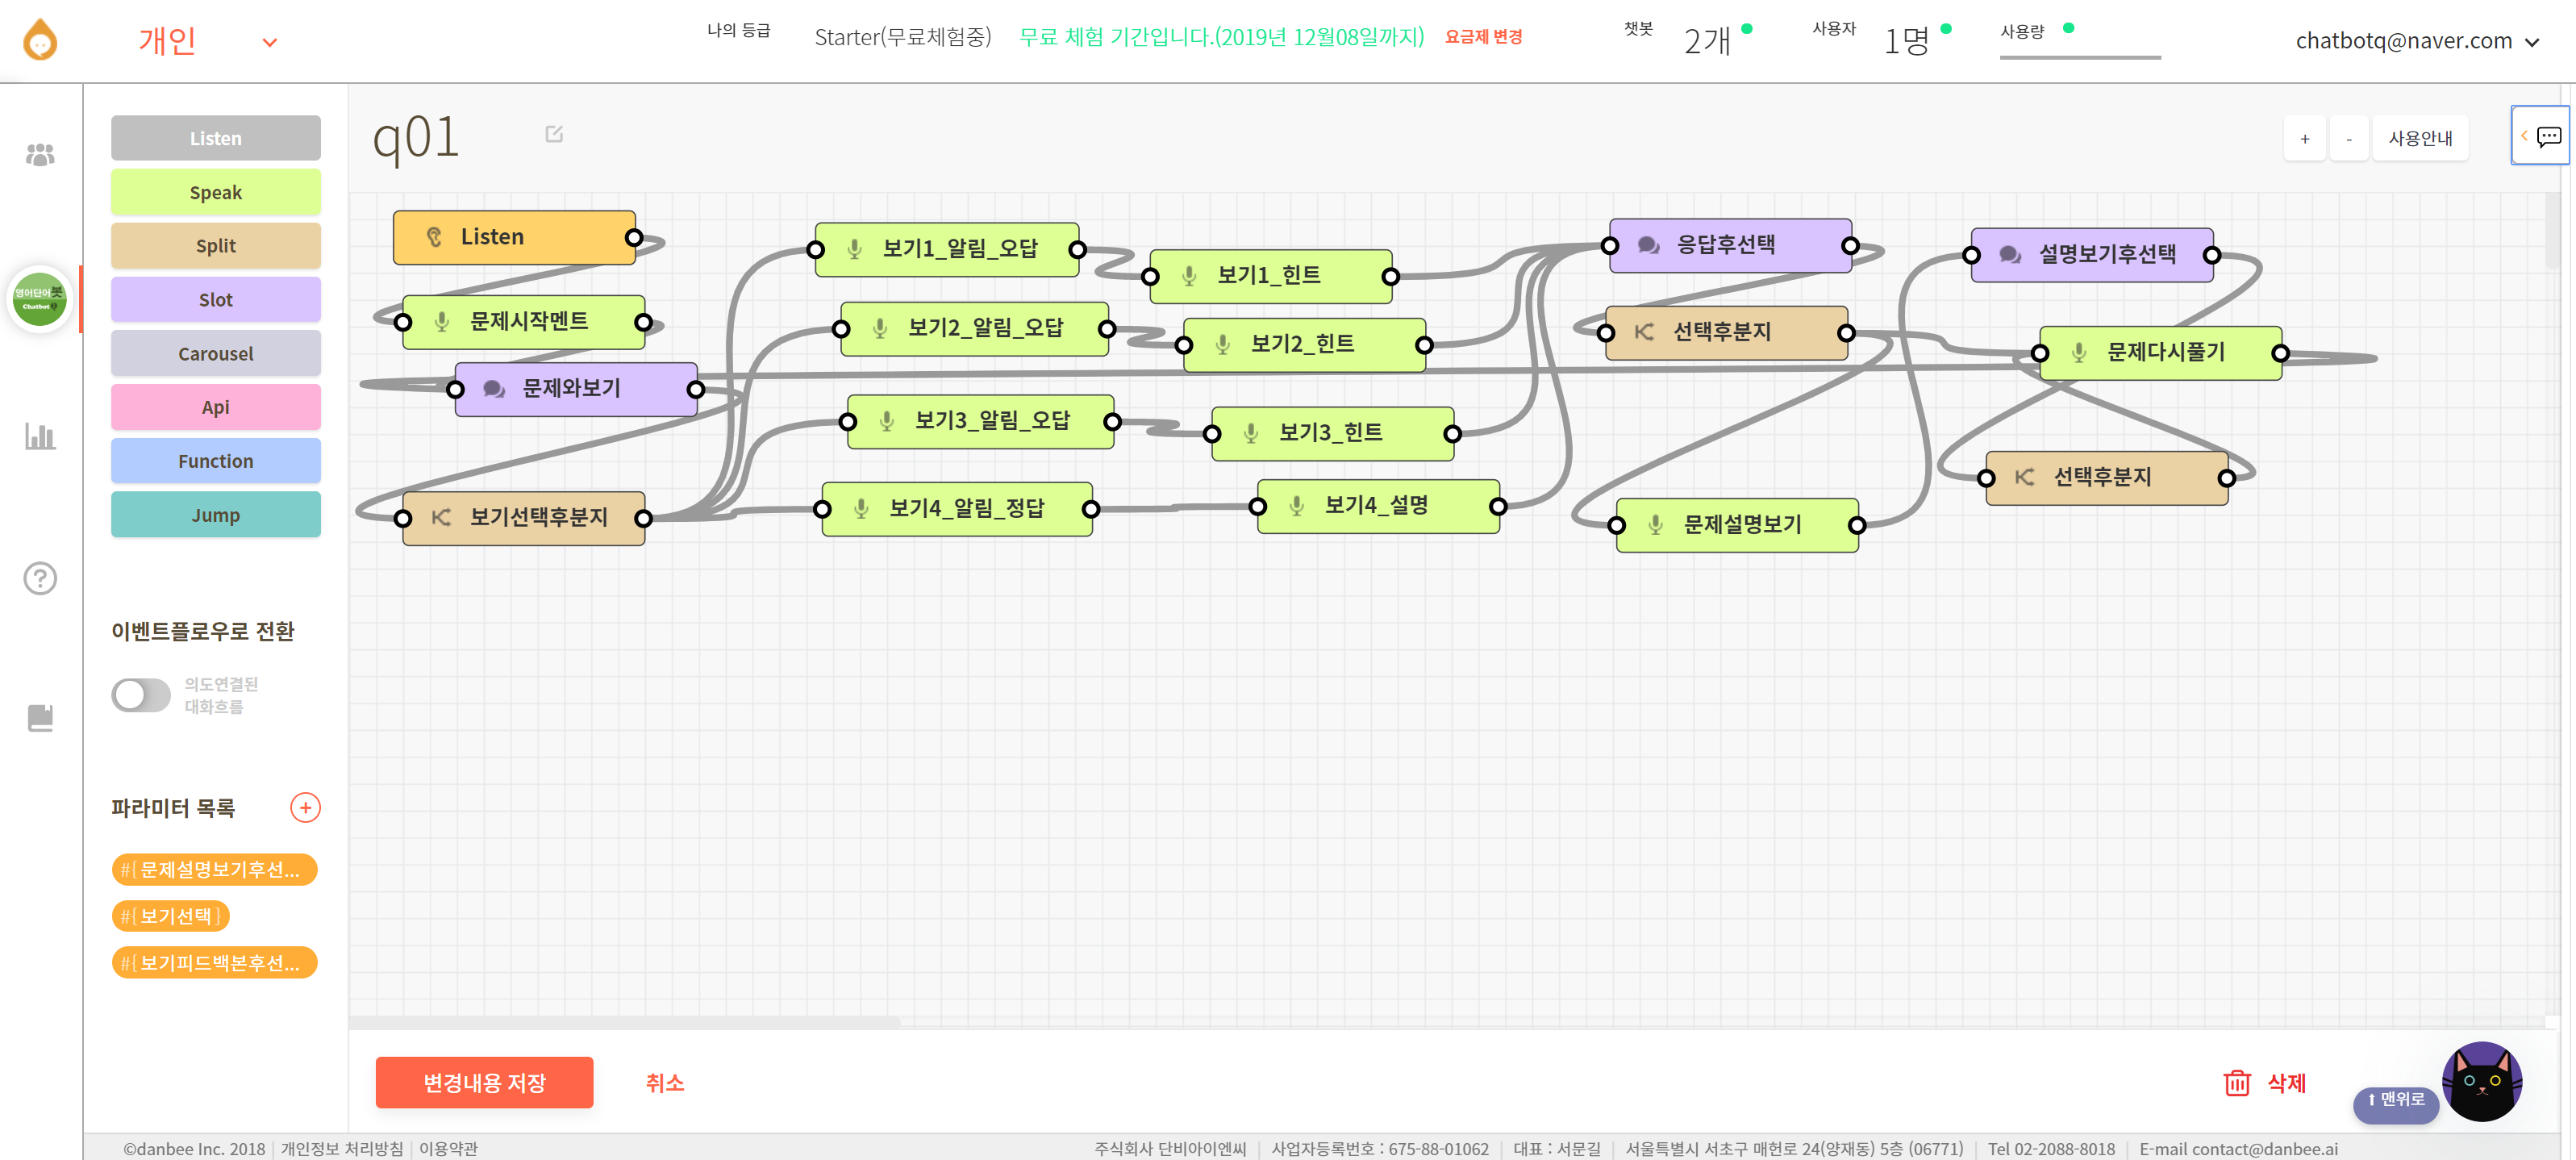 개인
나의 등급
Starter(무료체험중)
무료 체험 기간입니다.(2019년 12월08일까지)
요금제 변경
챗봇
2개
사용자
1명
사용량
chatbotq@naver.com
영어단어봇
Chatbot Q
Listen
Speak
Split
Slot
Carousel
Api
Function
Jump
이벤트플로우로 전환
의도연결된
대화흐름
파라미터 목록
+
#{문제설명보기후선...
#{보기선택}
#{보기피드백본후선...
q01
+
-
사용안내
Listen
문제시작멘트
문제와보기
보기선택후분지
보기1_알림_오답
보기1_힌트
보기2_알림_오답
보기2_힌트
보기3_알림_오답
보기3_힌트
보기4_알림_정답
보기4_설명
응답후선택
선택후분지
문제설명보기
설명보기후선택
문제다시풀기
선택후분지
변경내용 저장
취소
삭제
⬆ 맨위로
©danbee Inc. 2018 | 개인정보 처리방침 | 이용약관
주식회사 단비아이엔씨 | 사업자등록번호 : 675-88-01062 | 대표 : 서문길 | 서울특별시 서초구 매헌로 24(양재동) 5층 (06771) | Tel 02-2088-8018 | E-mail contact@danbee.ai